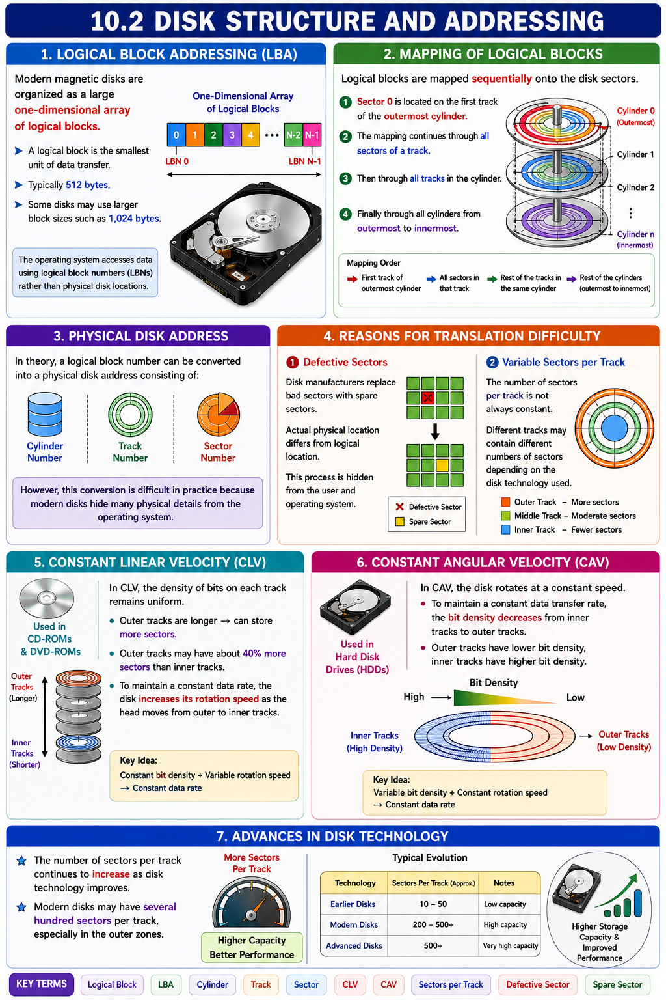 10.2 DISK STRUCTURE AND ADDRESSING
1. LOGICAL BLOCK ADDRESSING (LBA)
Modern magnetic disks are
organized as a large
one-dimensional array
of logical blocks.
A logical block is the smallest
unit of data transfer.
Typically 512 bytes,
Some disks may use larger
block sizes such as 1,024 bytes.
The operating system accesses data
using logical block numbers (LBNs)
rather than physical disk locations.
One-Dimensional Array
of Logical Blocks
0 1 2 3 4 ••• N-2 N-1
LBN 0 LBN N-1
2. MAPPING OF LOGICAL BLOCKS
Logical blocks are mapped sequentially onto the disk sectors.
1 Sector 0 is located on the first track
of the outermost cylinder.
2 The mapping continues through all
sectors of a track.
3 Then through all tracks in the cylinder.
4 Finally through all cylinders from
outermost to innermost.
Cylinder 0
(Outermost)
Cylinder 1
Cylinder 2
Cylinder n
(Innermost)
Mapping Order
First track of
outermost cylinder
All sectors in
that track
Rest of the tracks in
the same cylinder
Rest of the cylinders
(outermost to innermost)
3. PHYSICAL DISK ADDRESS
In theory, a logical block number can be converted
into a physical disk address consisting of:
Cylinder
Number
Track
Number
Sector
Number
However, this conversion is difficult in practice because
modern disks hide many physical details from the
operating system.
4. REASONS FOR TRANSLATION DIFFICULTY
1 Defective Sectors
Disk manufacturers replace
bad sectors with spare
sectors.
Actual physical location
differs from logical
location.
This process is hidden
from the user and
operating system.
Defective Sector
Spare Sector
2 Variable Sectors per Track
The number of sectors
per track is not
always constant.
Different tracks may
contain different
numbers of sectors
depending on the
disk technology used.
Outer Track – More sectors
Middle Track – Moderate sectors
Inner Track – Fewer sectors
5. CONSTANT LINEAR VELOCITY (CLV)
Used in
CD-ROMs
& DVD-ROMs
In CLV, the density of bits on each track
remains uniform.
• Outer tracks are longer → can store
more sectors.
• Outer tracks may have about 40% more
sectors than inner tracks.
• To maintain a constant data rate, the
disk increases its rotation speed as the
head moves from outer to inner tracks.
Outer
Tracks
(Longer)
Inner
Tracks
(Shorter)
Key Idea:
Constant bit density + Variable rotation speed
→ Constant data rate
6. CONSTANT ANGULAR VELOCITY (CAV)
Used in
Hard Disk
Drives (HDDs)
In CAV, the disk rotates at a constant speed.
• To maintain a constant data transfer rate,
the bit density decreases from inner
tracks to outer tracks.
• Outer tracks have lower bit density,
inner tracks have higher bit density.
Bit Density
High → Low
Inner Tracks
(High Density)
Outer Tracks
(Low Density)
Key Idea:
Variable bit density + Constant rotation speed
→ Constant data rate
7. ADVANCES IN DISK TECHNOLOGY
The number of sectors per track
continues to increase as disk
technology improves.
Modern disks may have several
hundred sectors per track,
especially in the outer zones.
More Sectors
Per Track
Higher Capacity
Better Performance
Typical Evolution
Technology Sectors Per Track (Approx.) Notes
Earlier Disks 10 – 50 Low capacity
Modern Disks 200 – 500+ High capacity
Advanced Disks 500+ Very high capacity
Higher Storage
Capacity &
Improved
Performance
KEY TERMS Logical Block LBA Cylinder Track Sector CLV CAV Sectors per Track Defective Sector Spare Sector